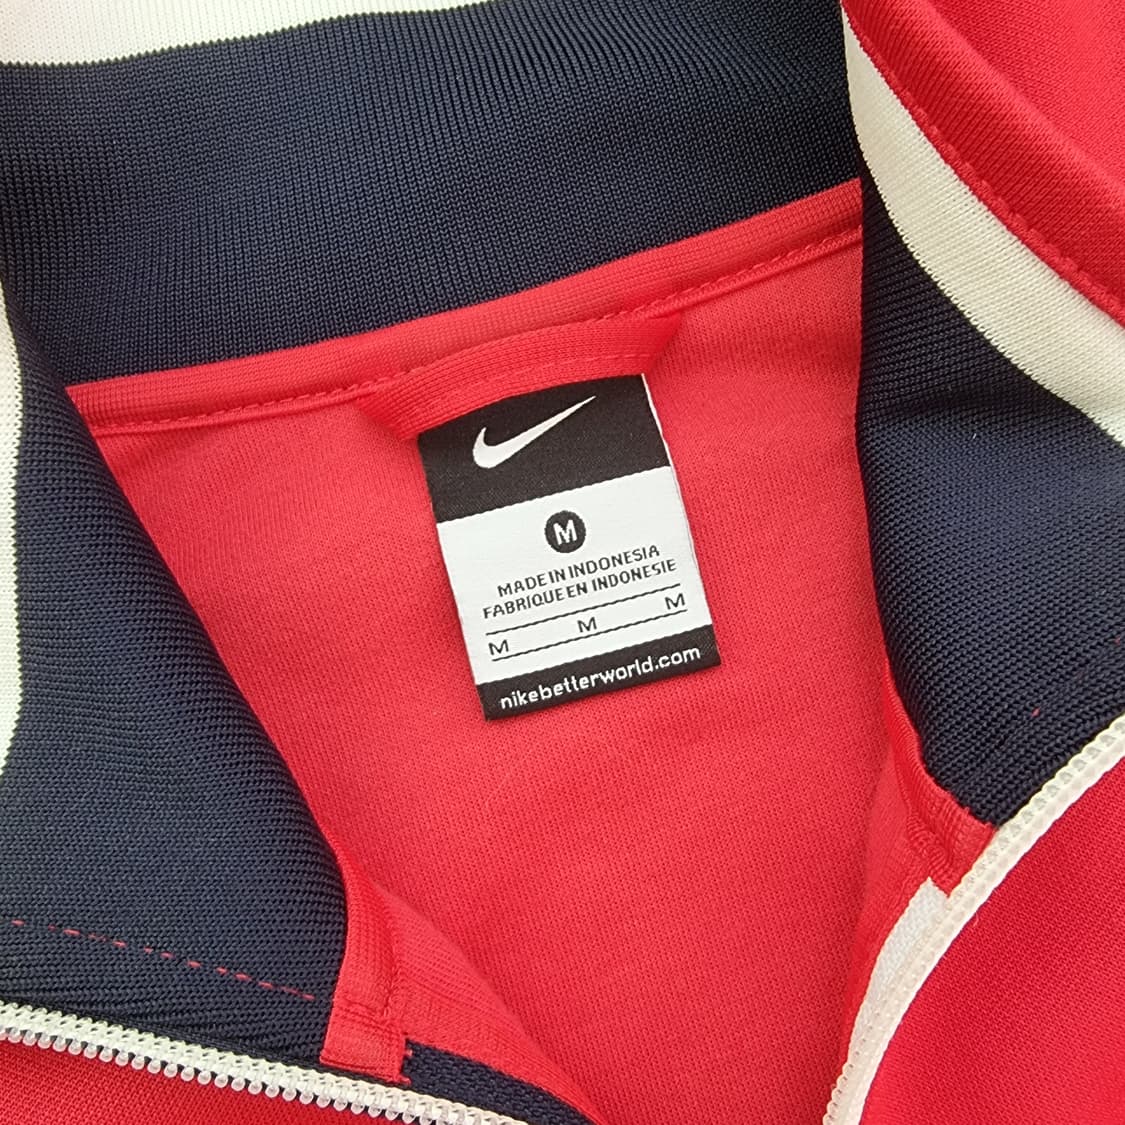 M
MADE IN INDONESIA
FABRIQUE EN INDONESIE
M M M
nikebetterworld.com